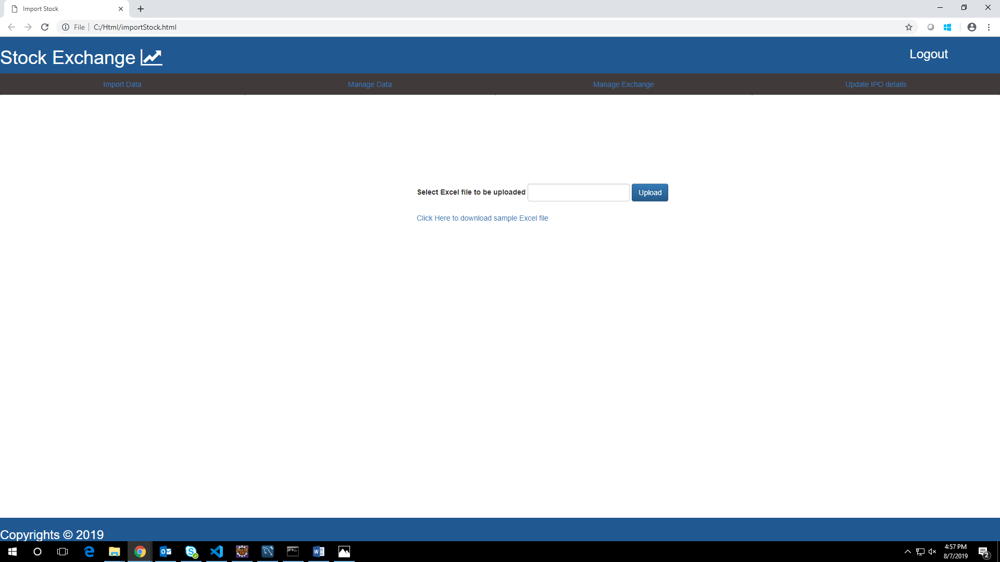 Import Stock
File C:/Html/importStock.html
Stock Exchange
Logout
Import Data Manage Data Manage Exchange Update IPO details
Select Excel file to be uploaded Upload
Click Here to download sample Excel file
Copyrights © 2019
4:57 PM
8/7/2019
2